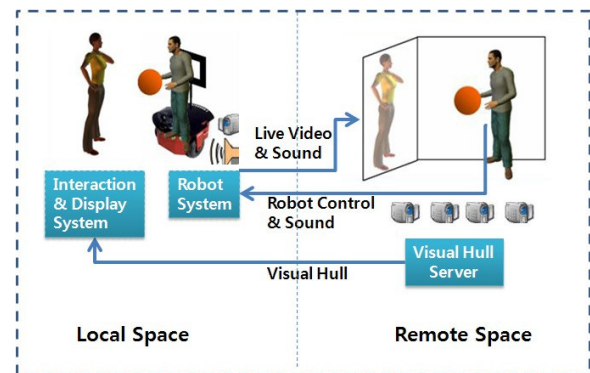 Live Video
& Sound
Interaction
& Display
System
Robot
System
Robot Control
& Sound
Visual Hull
Server
Visual Hull
Local Space
Remote Space